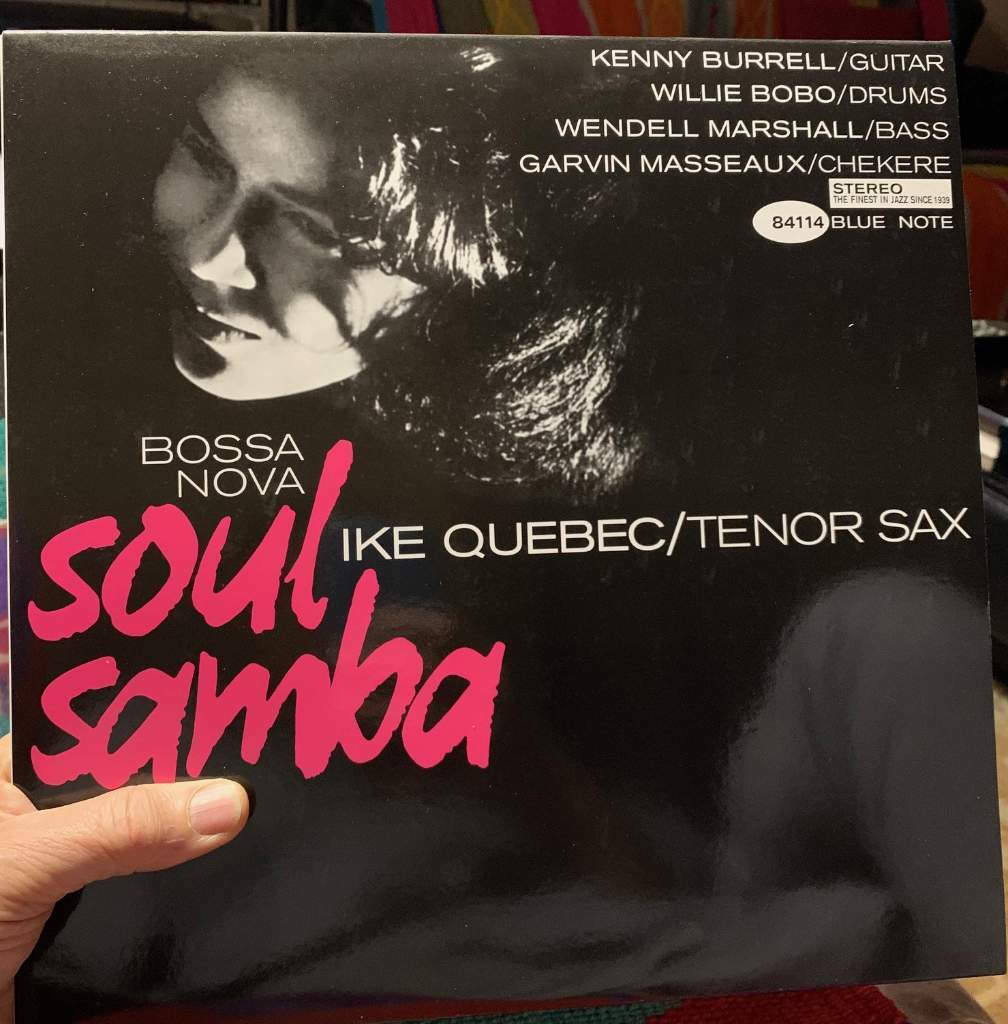 KENNY BURRELL/GUITAR
WILLIE BOBO/DRUMS
WENDELL MARSHALL/BASS
GARVIN MASSEAUX/CHEKERE
STEREO
THE FINEST IN JAZZ SINCE 1939
84114 BLUE NOTE
BOSSA
NOVA
soul
IKE QUEBEC/TENOR SAX
samba